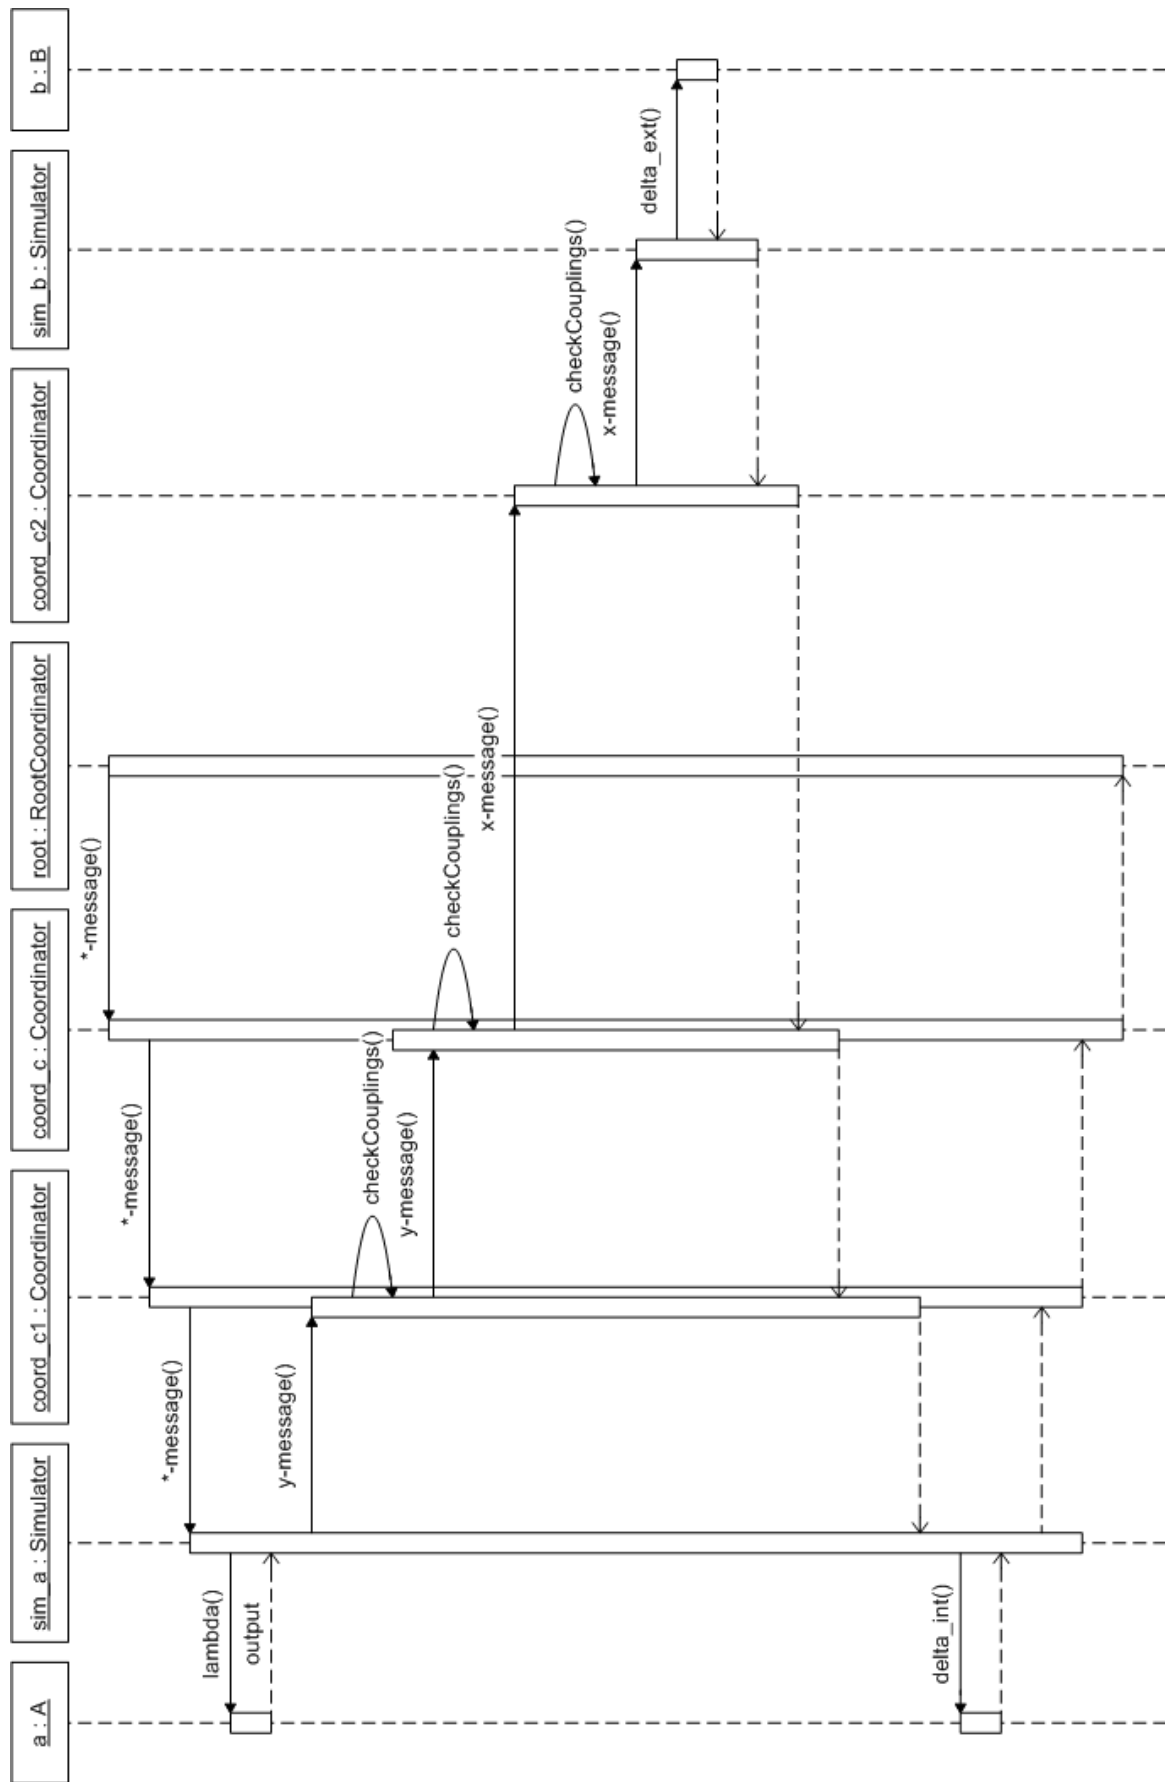 a : A
sim_a : Simulator
coord_c1 : Coordinator
coord_c : Coordinator
root : RootCoordinator
coord_c2 : Coordinator
sim_b : Simulator
b : B
*-message()
*-message()
*-message()
lambda()
output
y-message()
checkCouplings()
y-message()
checkCouplings()
x-message()
checkCouplings()
x-message()
delta_ext()
delta_int()